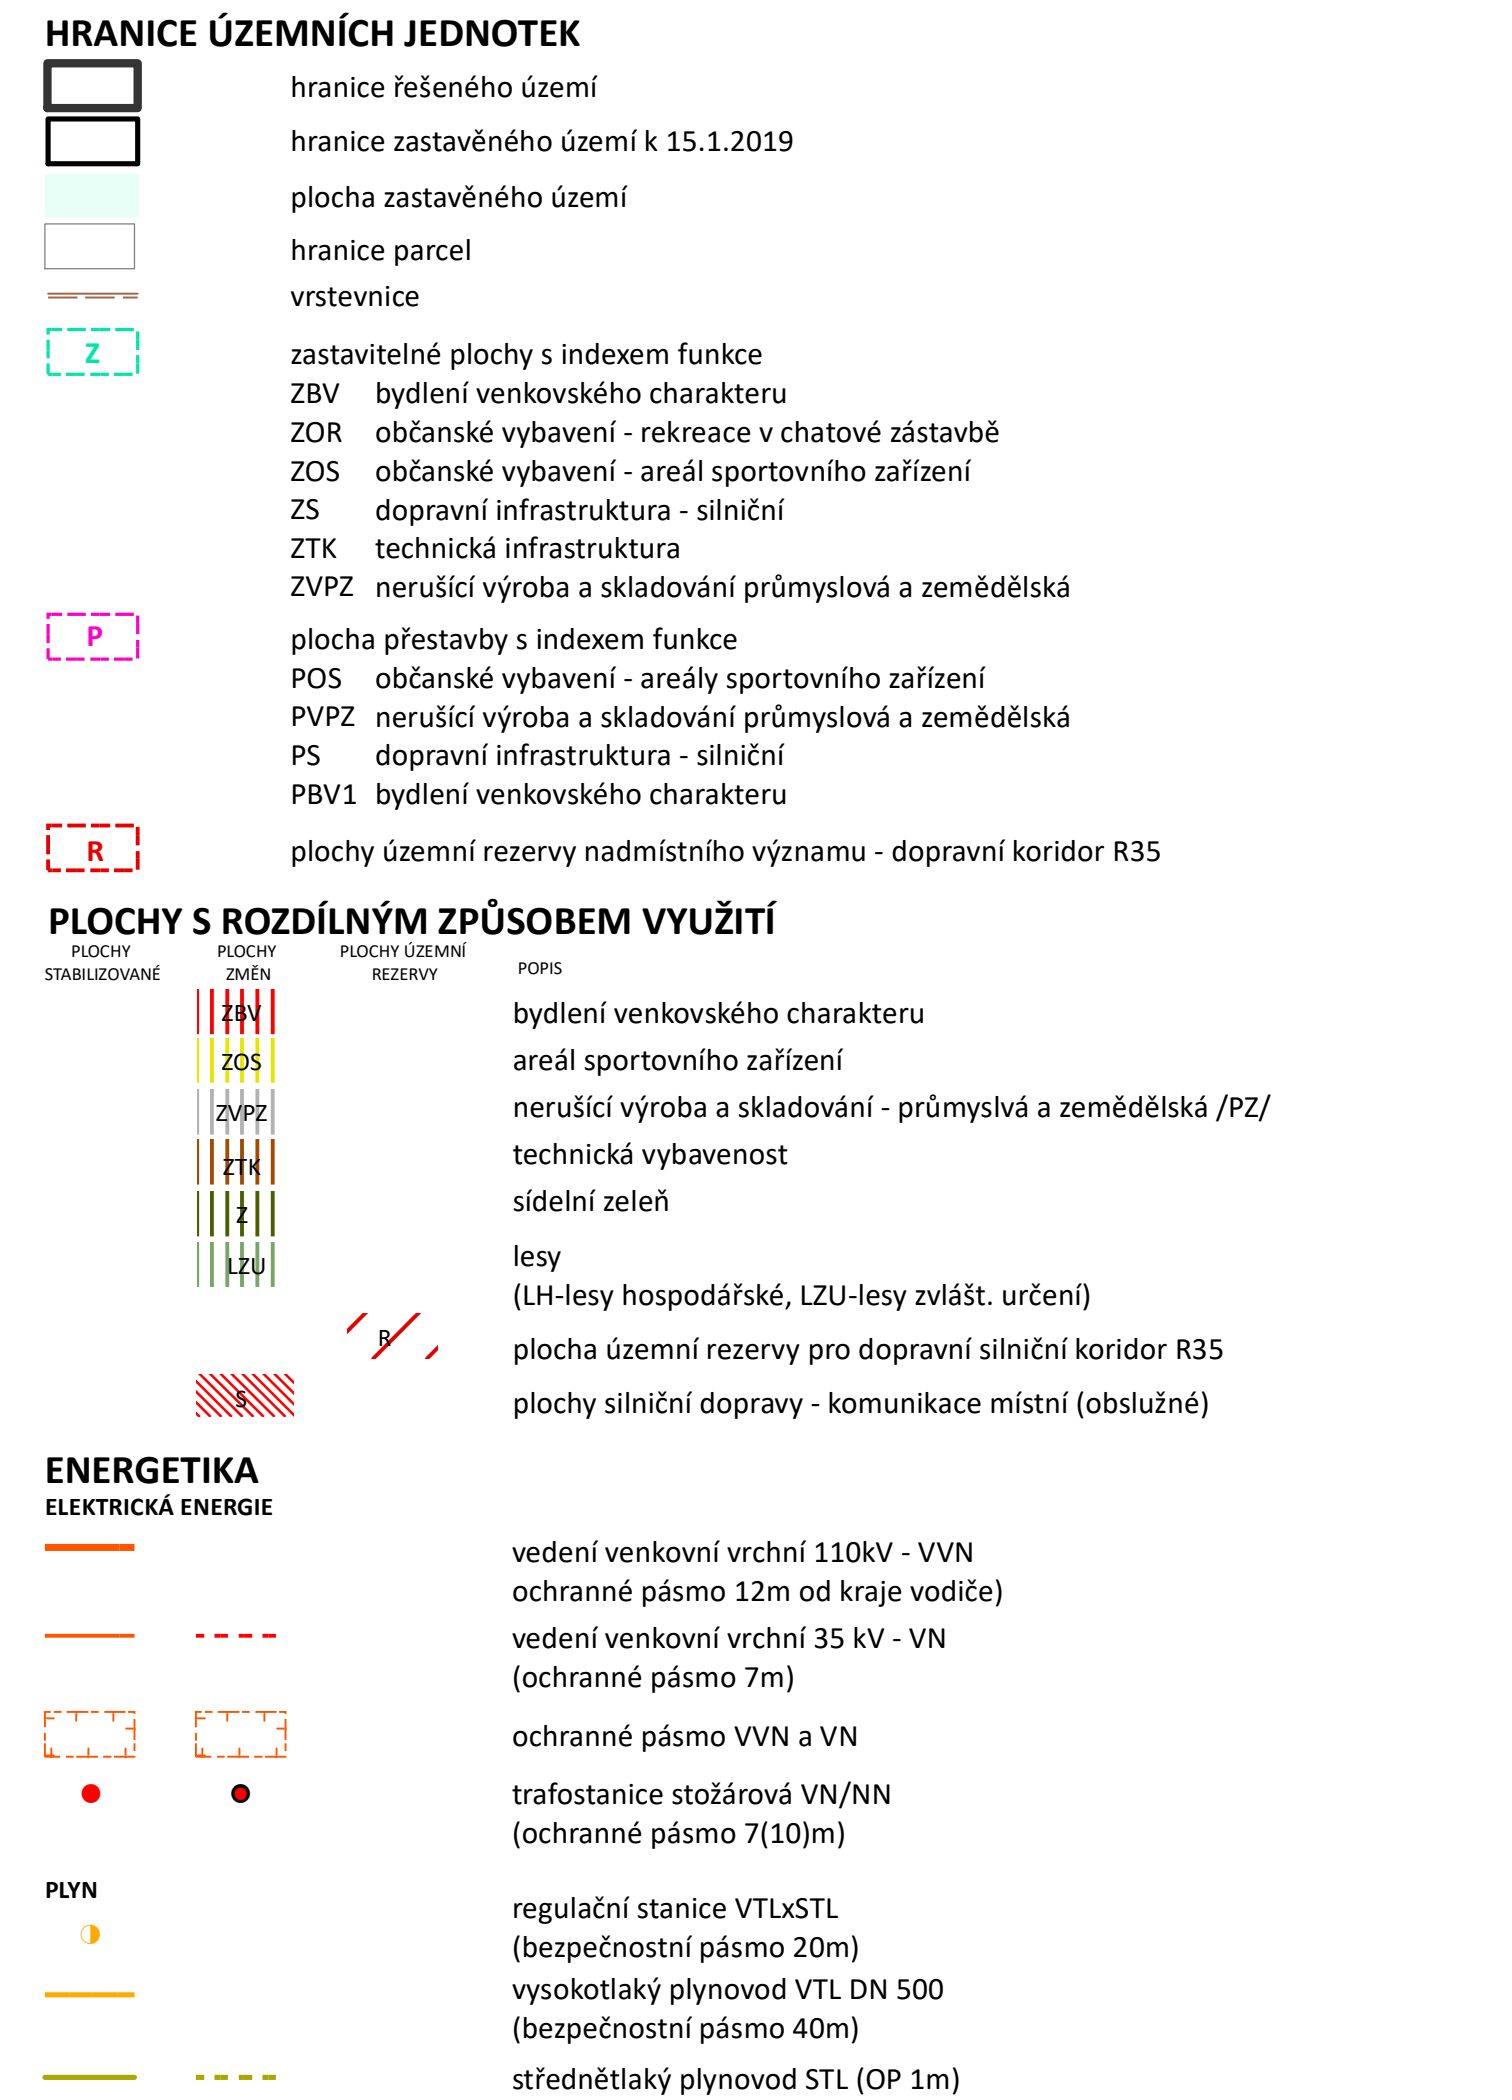 HRANICE ÚZEMNÍCH JEDNOTEK
hranice řešeného území
hranice zastavěného území k 15.1.2019
plocha zastavěného území
hranice parcel
vrstevnice
Z zastavitelné plochy s indexem funkce
ZBV bydlení venkovského charakteru
ZOR občanské vybavení - rekreace v chatové zástavbě
ZOS občanské vybavení - areál sportovního zařízení
ZS dopravní infrastruktura - silniční
ZTK technická infrastruktura
ZVPZ nerušící výroba a skladování průmyslová a zemědělská
P plocha přestavby s indexem funkce
POS občanské vybavení - areály sportovního zařízení
PVPZ nerušící výroba a skladování průmyslová a zemědělská
PS dopravní infrastruktura - silniční
PBV1 bydlení venkovského charakteru
R plochy územní rezervy nadmístního významu - dopravní koridor R35
PLOCHY S ROZDÍLNÝM ZPŮSOBEM VYUŽITÍ
PLOCHY STABILIZOVANÉ
PLOCHY ZMĚN
PLOCHY ÚZEMNÍ REZERVY
POPIS
ZBV bydlení venkovského charakteru
ZOS areál sportovního zařízení
ZVPZ nerušící výroba a skladování - průmyslvá a zemědělská /PZ/
ZTK technická vybavenost
Z sídelní zeleň
LZU lesy
(LH-lesy hospodářské, LZU-lesy zvlášt. určení)
R plocha územní rezervy pro dopravní silniční koridor R35
S plochy silniční dopravy - komunikace místní (obslužné)
ENERGETIKA
ELEKTRICKÁ ENERGIE
vedení venkovní vrchní 110kV - VVN
ochranné pásmo 12m od kraje vodiče)
vedení venkovní vrchní 35 kV - VN
(ochranné pásmo 7m)
ochranné pásmo VVN a VN
trafostanice stožárová VN/NN
(ochranné pásmo 7(10)m)
PLYN
regulační stanice VTLxSTL
(bezpečnostní pásmo 20m)
vysokotlaký plynovod VTL DN 500
(bezpečnostní pásmo 40m)
střednětlaký plynovod STL (OP 1m)